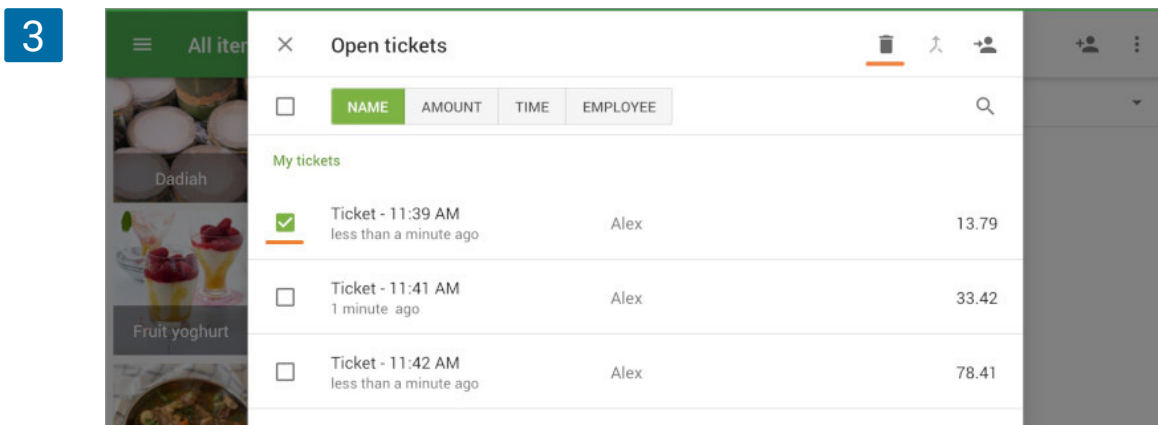 3
All iter
Open tickets
NAME AMOUNT TIME EMPLOYEE
My tickets
Dadiah
Ticket - 11:39 AM
less than a minute ago
Alex
13.79
Ticket - 11:41 AM
1 minute ago
Alex
33.42
Fruit yoghurt
Ticket - 11:42 AM
less than a minute ago
Alex
78.41